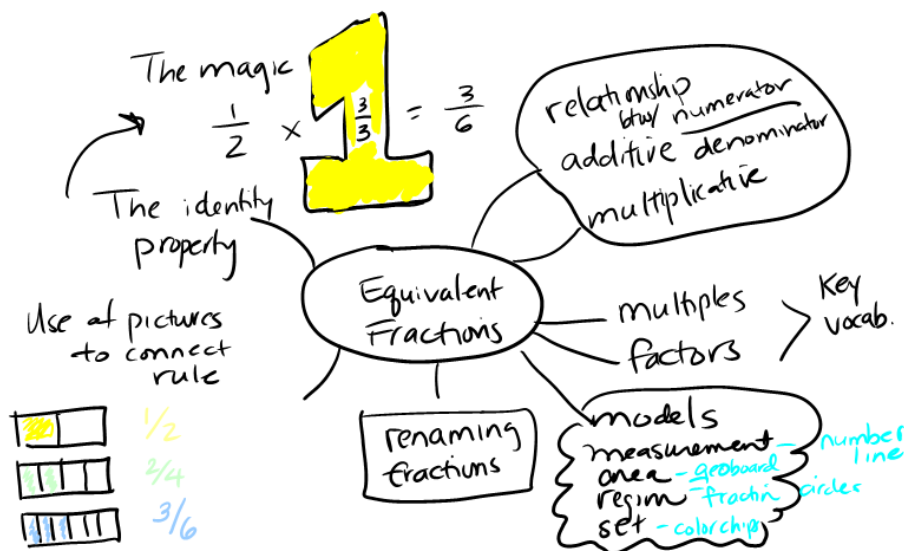 The magic
1/2 × 1 3/3 = 3/6
The identity
property
relationship
btw/ numerator
additive denominator
multiplicative
Equivalent
Fractions
multiples
factors
Key
vocab.
Use of pictures
to connect
rule
1/2
2/4
3/6
renaming
fractions
models
measurement - number
line
area - geoboard
region - fraction circles
set - color chips